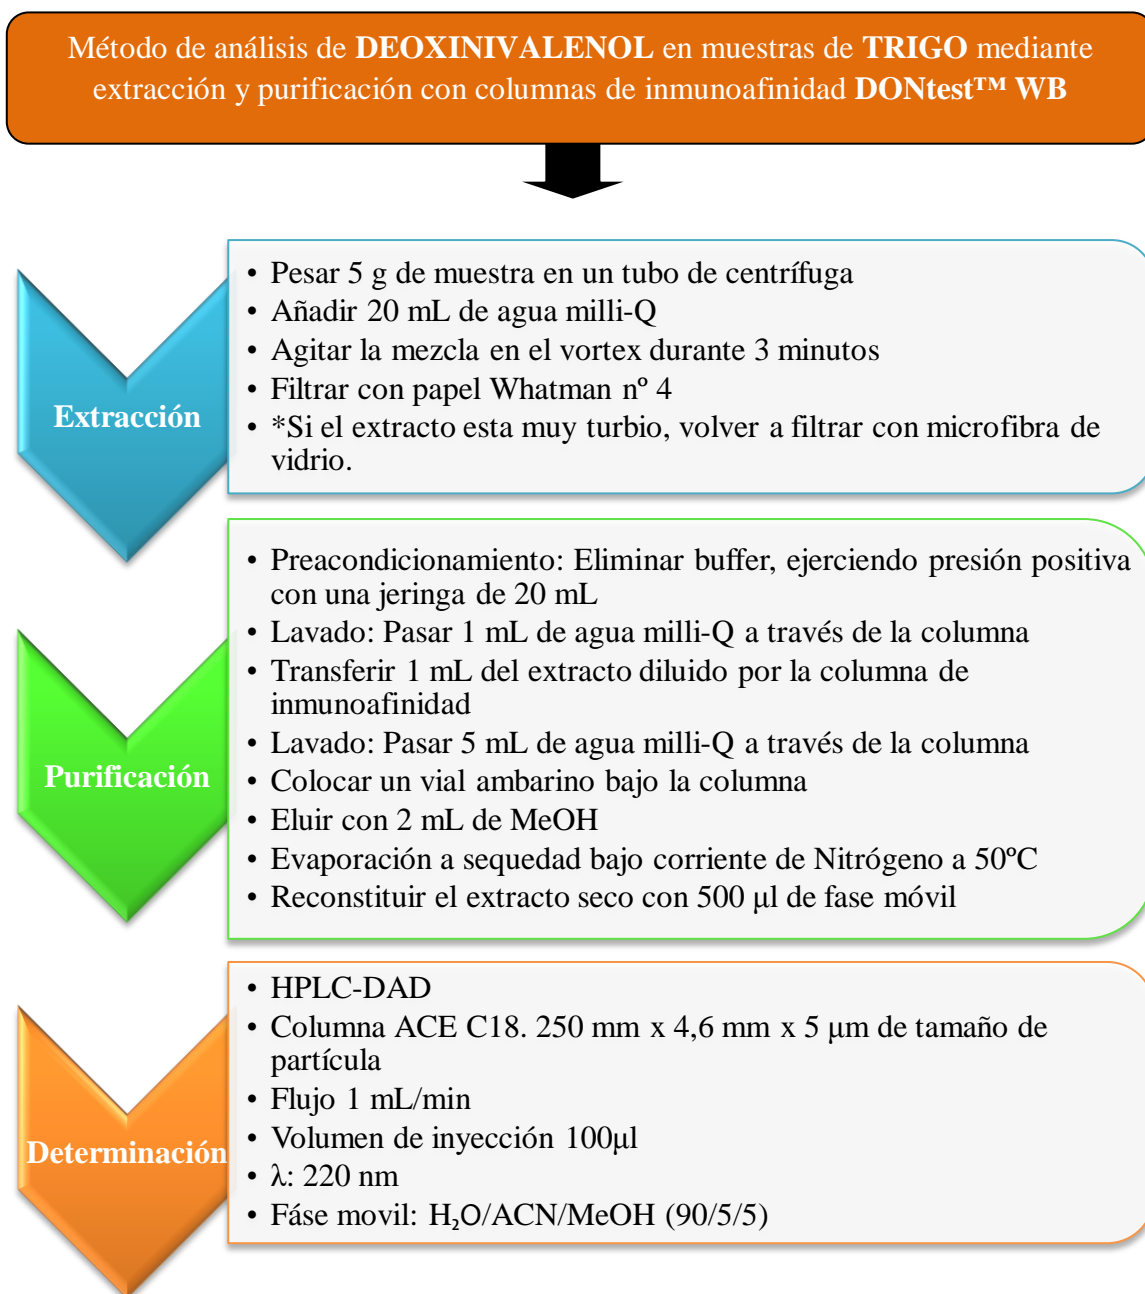 Método de análisis de DEOXINIVALENOL en muestras de TRIGO mediante
extracción y purificación con columnas de inmunoafinidad DONtest™ WB
Extracción
• Pesar 5 g de muestra en un tubo de centrífuga
• Añadir 20 mL de agua milli-Q
• Agitar la mezcla en el vortex durante 3 minutos
• Filtrar con papel Whatman nº 4
• *Si el extracto esta muy turbio, volver a filtrar con microfibra de
vidrio.
Purificación
• Preacondicionamiento: Eliminar buffer, ejerciendo presión positiva
con una jeringa de 20 mL
• Lavado: Pasar 1 mL de agua milli-Q a través de la columna
• Transferir 1 mL del extracto diluido por la columna de
inmunoafinidad
• Lavado: Pasar 5 mL de agua milli-Q a través de la columna
• Colocar un vial ambarino bajo la columna
• Eluir con 2 mL de MeOH
• Evaporación a sequedad bajo corriente de Nitrógeno a 50ºC
• Reconstituir el extracto seco con 500 µl de fase móvil
Determinación
• HPLC-DAD
• Columna ACE C18. 250 mm x 4,6 mm x 5 µm de tamaño de
partícula
• Flujo 1 mL/min
• Volumen de inyección 100µl
• λ: 220 nm
• Fáse movil: H₂O/ACN/MeOH (90/5/5)